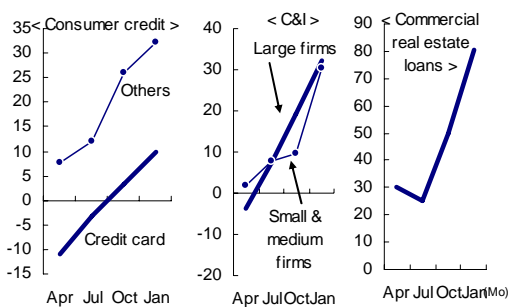 < Consumer credit >
35
30
25
20
15
10
5
0
-5
-10
-15
Others
Credit card
Apr Jul Oct Jan
< C&I >
40
30
20
10
0
-10
-20
Large firms
Small &
medium
firms
Apr Jul Oct Jan
< Commercial
real estate
loans >
90
80
70
60
50
40
30
20
10
0
Apr Jul Oct Jan (Mo)